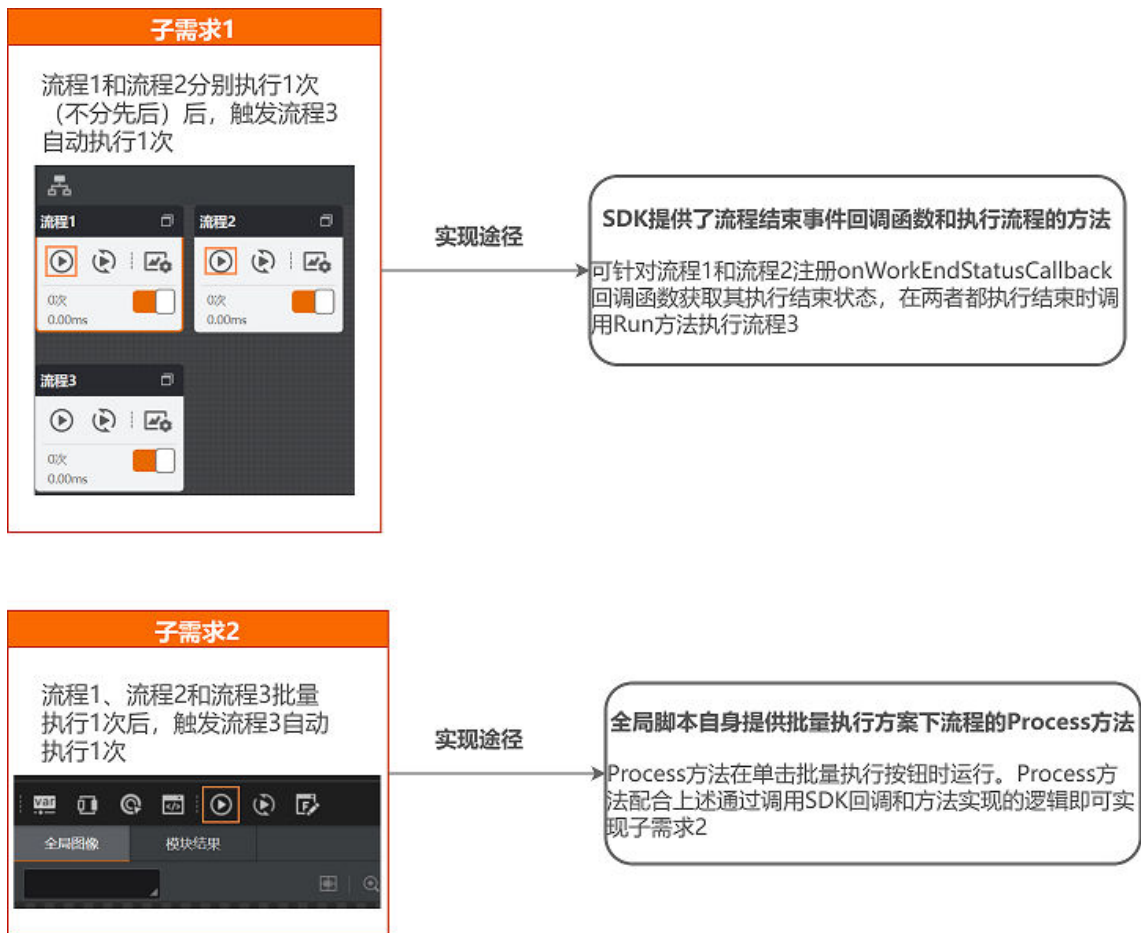 子需求1
流程1和流程2分别执行1次
（不分先后）后，触发流程3
自动执行1次
流程1
流程2
0次
0.00ms
0次
0.00ms
流程3
0次
0.00ms
实现途径
SDK提供了流程结束事件回调函数和执行流程的方法
可针对流程1和流程2注册onWorkEndStatusCallback
回调函数获取其执行结束状态，在两者都执行结束时调
用Run方法执行流程3
子需求2
流程1、流程2和流程3批量
执行1次后，触发流程3自动
执行1次
var
全局图像
模块结果
实现途径
全局脚本自身提供批量执行方案下流程的Process方法
Process方法在单击批量执行按钮时运行。Process方
法配合上述通过调用SDK回调和方法实现的逻辑即可实
现子需求2